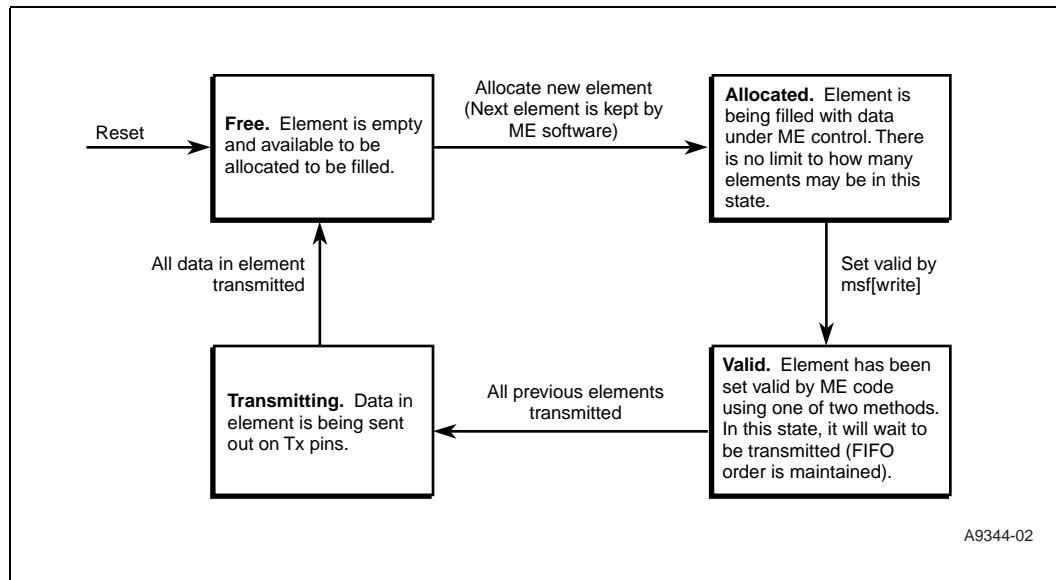 Reset
Free. Element is empty
and available to be
allocated to be filled.
Allocate new element
(Next element is kept by
ME software)
Allocated. Element is
being filled with data
under ME control. There
is no limit to how many
elements may be in this
state.
All data in element
transmitted
Set valid by
msf[write]
Transmitting. Data in
element is being sent
out on Tx pins.
All previous elements
transmitted
Valid. Element has been
set valid by ME code
using one of two methods.
In this state, it will wait to
be transmitted (FIFO
order is maintained).
A9344-02